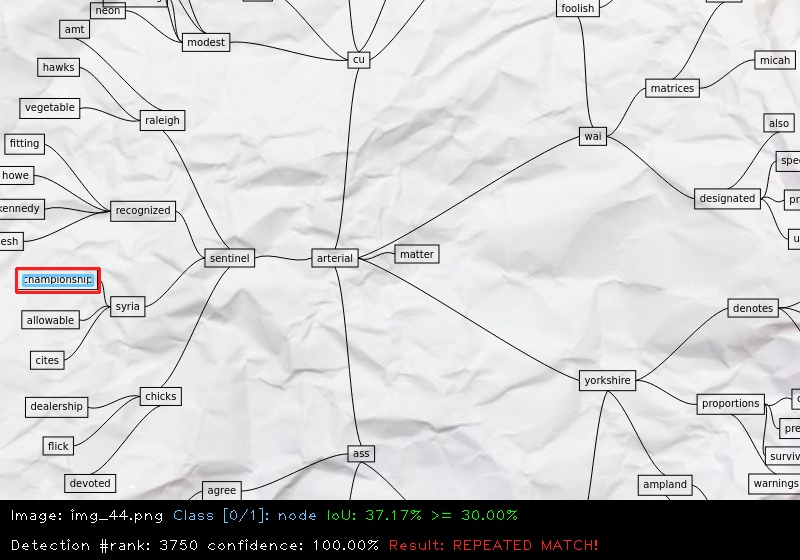 neon
foolish
amt
modest
cu
hawks
micah
matrices
vegetable
raleigh
also
wai
fitting
howe
designated
kennedy
recognized
sentinel
arterial
matter
championship
syria
allowable
denotes
cites
yorkshire
chicks
dealership
proportions
flick
ass
devoted
agree
ampland
warnings
Image: img_44.png Class [0/1]: node IoU: 37.17% >= 30.00%
Detection #rank: 3750 confidence: 100.00% Result: REPEATED MATCH!